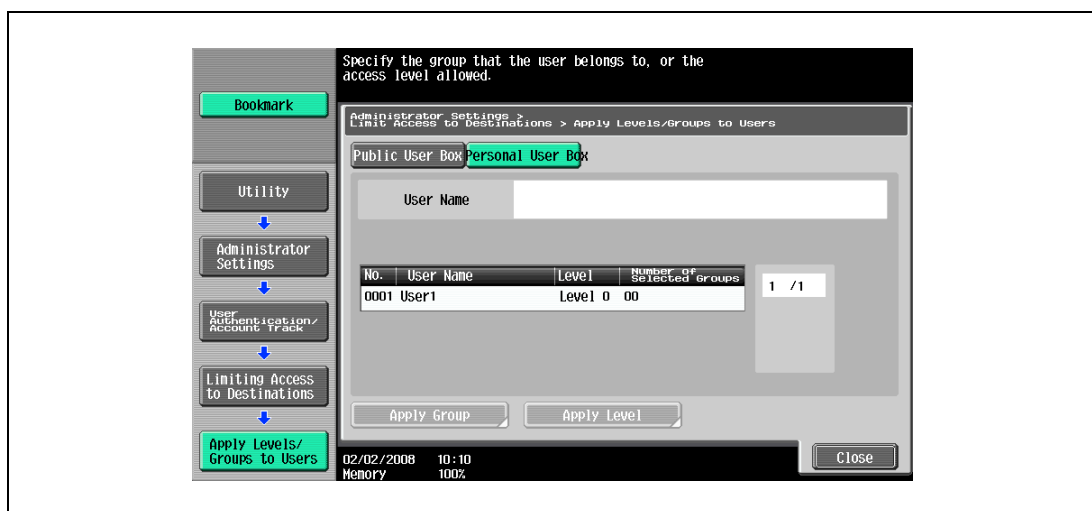 Specify the group that the user belongs to, or the
access level allowed.
Bookmark
Administrator Settings >
Limit Access to Destinations > Apply Levels/Groups to Users
Public User Box Personal User Box
Utility
User Name
Administrator
Settings
No. User Name Level Number of
Selected Groups
0001 User1 Level 0 00
1 /1
User
Authentication/
Account Track
Limiting Access
to Destinations
Apply Group Apply Level
Apply Levels/
Groups to Users
02/02/2008 10:10
Memory 100%
Close